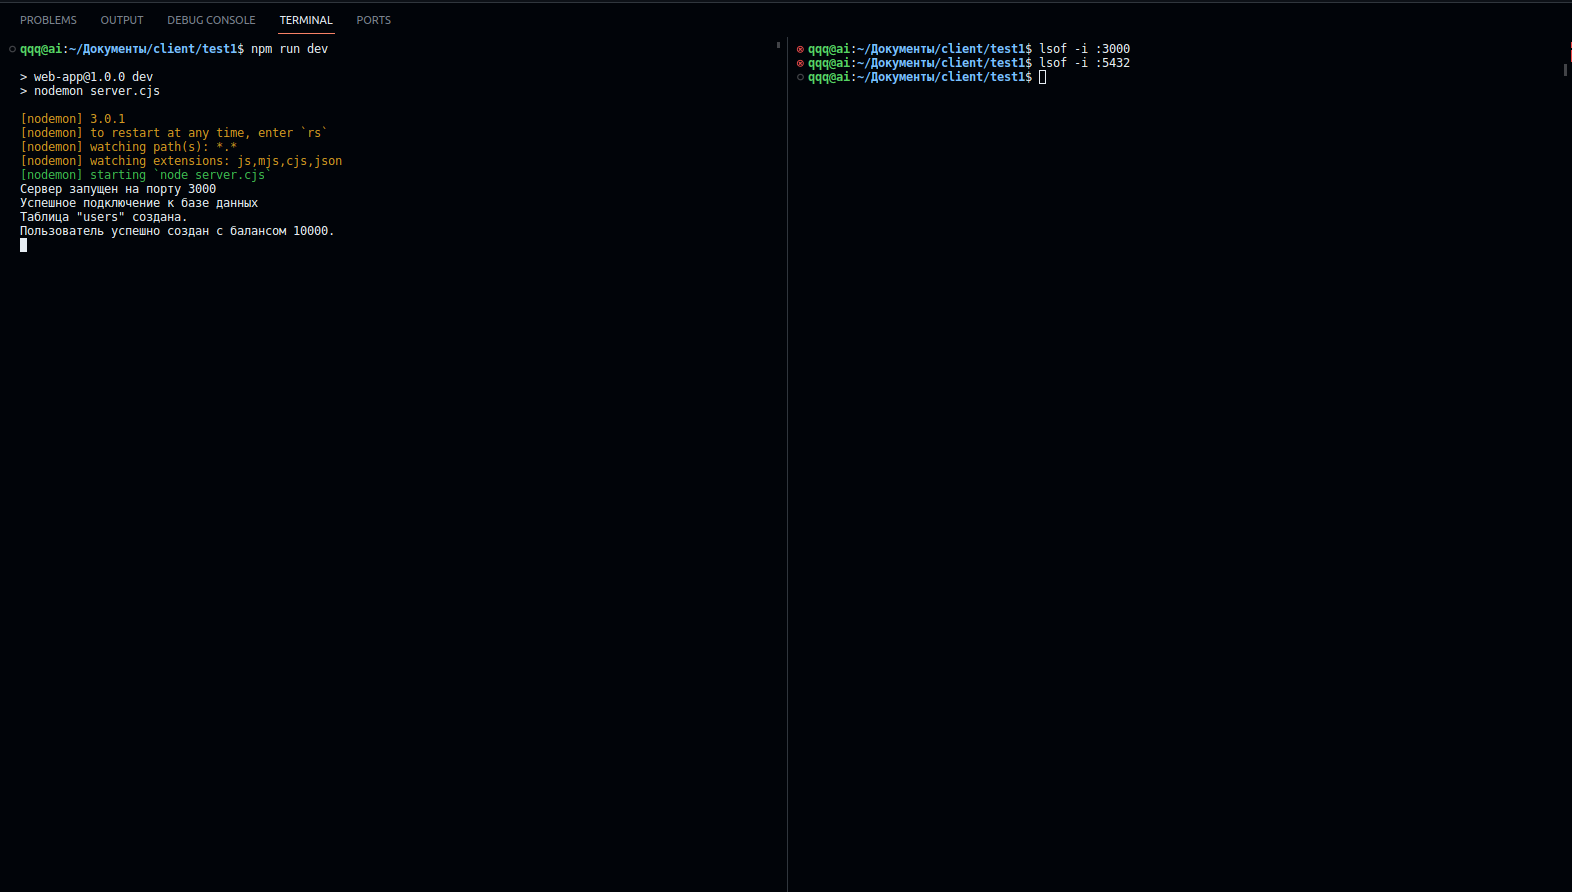 PROBLEMS OUTPUT DEBUG CONSOLE TERMINAL PORTS
qqq@ai:~/Документы/client/test1$ npm run dev
> web-app@1.0.0 dev
> nodemon server.cjs
[nodemon] 3.0.1
[nodemon] to restart at any time, enter `rs`
[nodemon] watching path(s): *.*
[nodemon] watching extensions: js,mjs,cjs,json
[nodemon] starting `node server.cjs`
Сервер запущен на порту 3000
Успешное подключение к базе данных
Таблица "users" создана.
Пользователь успешно создан с балансом 10000.
qqq@ai:~/Документы/client/test1$ lsof -i :3000
qqq@ai:~/Документы/client/test1$ lsof -i :5432
qqq@ai:~/Документы/client/test1$